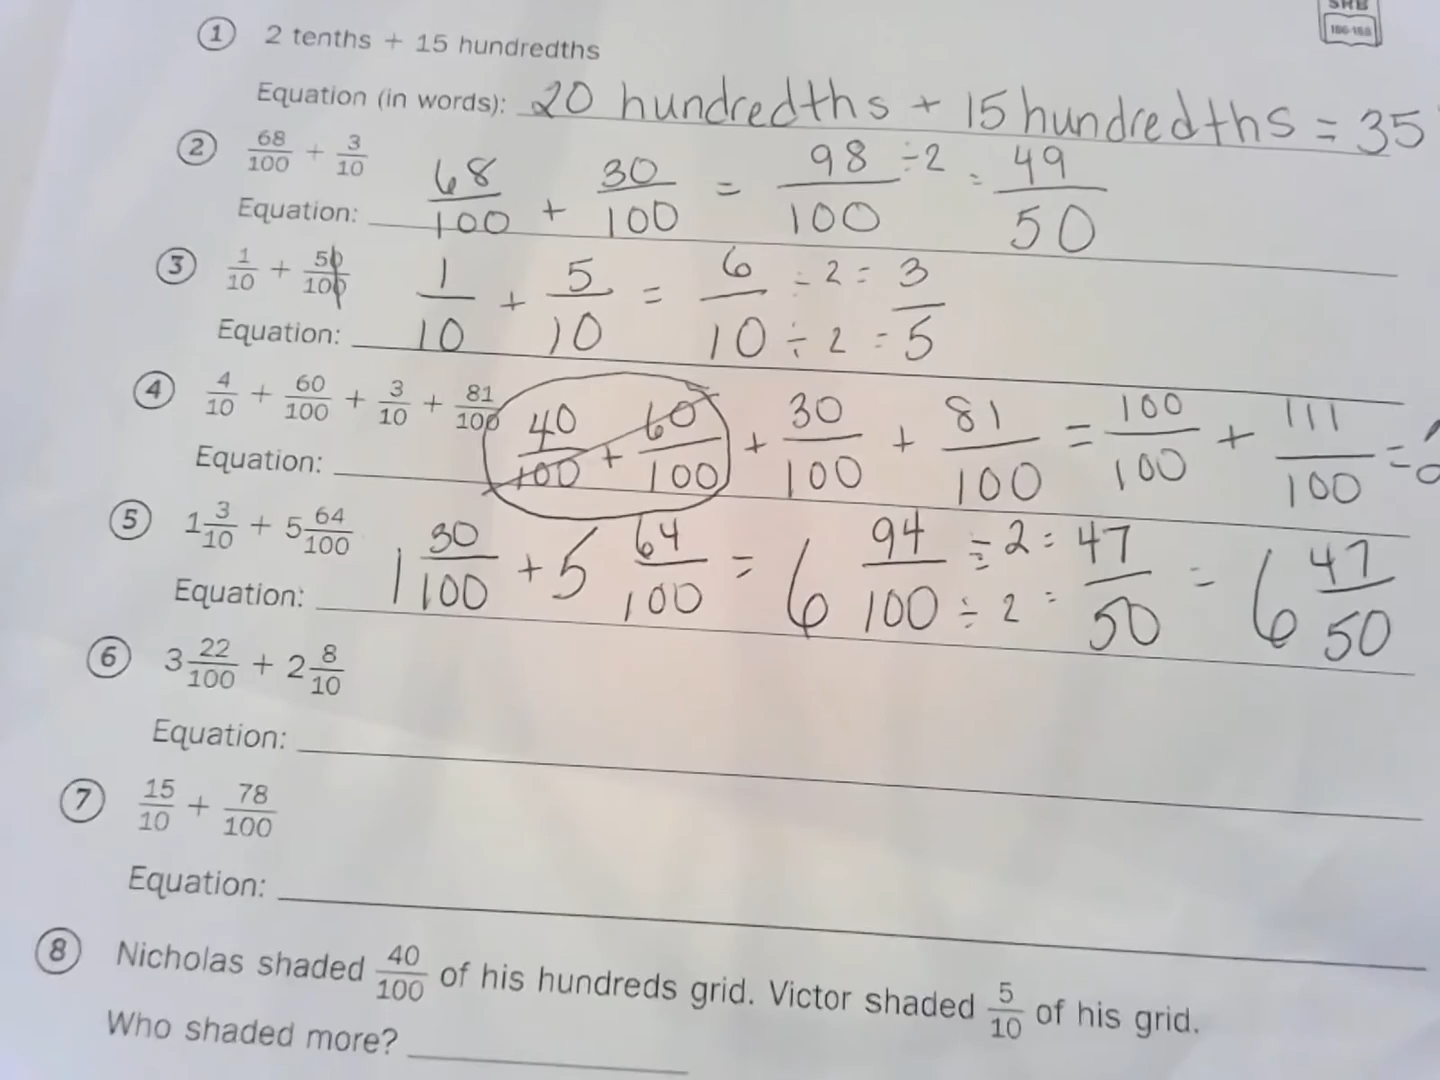 SRB
186-188
1 2 tenths + 15 hundredths
Equation (in words): 20 hundredths + 15 hundredths = 35
2 68/100 + 3/10
Equation: 68/100 + 30/100 = 98/100 ÷2 = 49/50
3 1/10 + 50/100
Equation: 1/10 + 5/10 = 6/10 ÷ 2 = 3 ÷ 2 = 5
4 4/10 + 60/100 + 3/10 + 81/100
Equation: 40/100 + 60/100 + 30/100 + 81/100 = 100/100 + 111/100 =
5 1 3/10 + 5 64/100
Equation: 1 30/100 + 5 64/100 = 6 94/100 ÷ 2 = 47 ÷ 2 = 50 = 6 47/50
6 3 22/100 + 2 8/10
Equation:
7 15/10 + 78/100
Equation:
8 Nicholas shaded 40/100 of his hundreds grid. Victor shaded 5/10 of his grid.
Who shaded more?